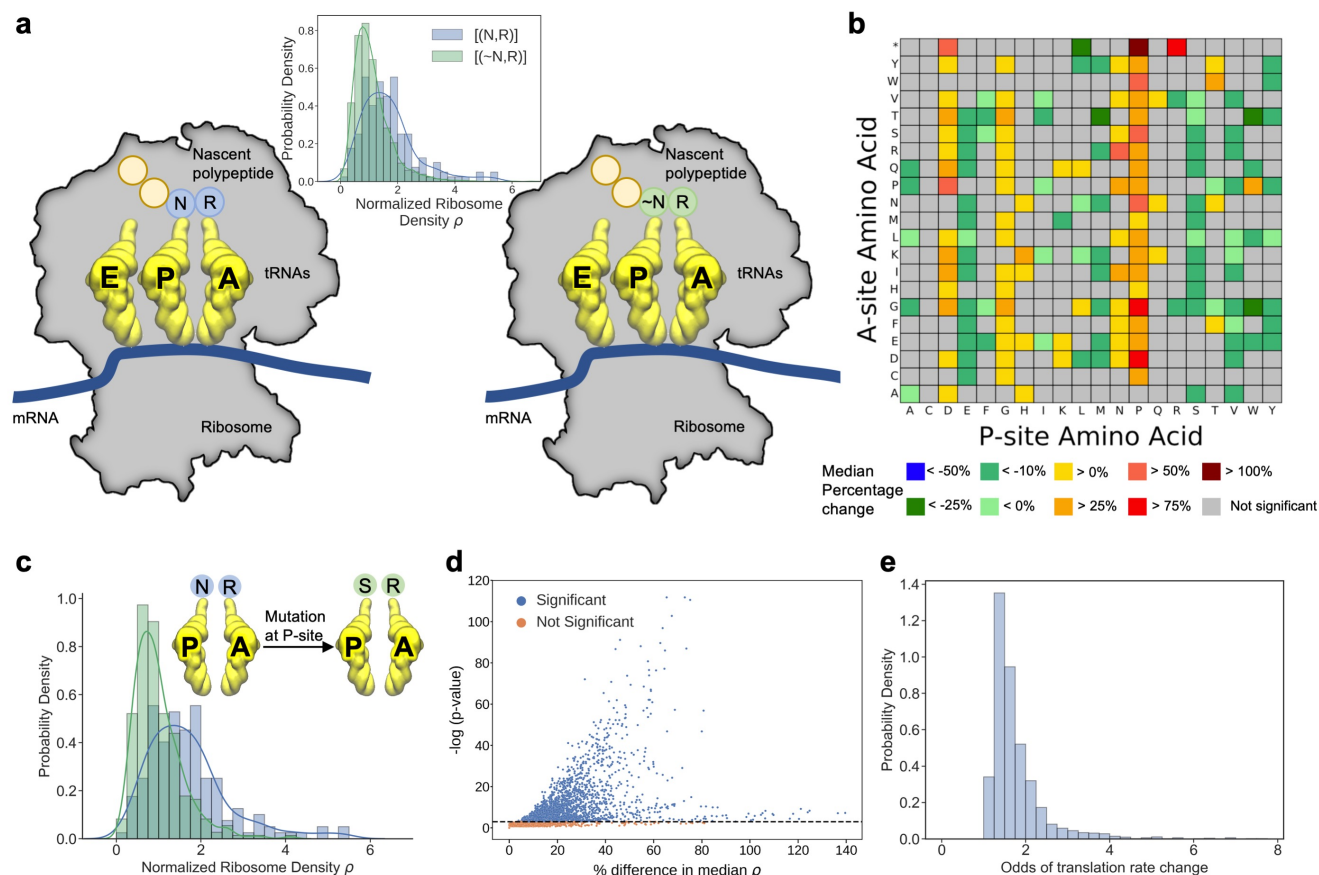 a
0.8
0.6
0.4
0.2
0
0
2
4
6
Probability Density
Normalized Ribosome
Density ρ
[(N,R)]
[(~N,R)]
Nascent
polypeptide
N R
E P A
tRNAs
mRNA
Ribosome
Nascent
polypeptide
~N R
E P A
tRNAs
mRNA
Ribosome
b
A-site Amino Acid
*
Y
W
V
T
S
R
Q
P
N
M
L
K
I
H
G
F
E
D
C
A
A C D E F G H I K L M N P Q R S T V W Y
P-site Amino Acid
Median
Percentage
change
< -50%
< -10%
> 0%
> 50%
> 100%
< -25%
< 0%
> 25%
> 75%
Not significant
c
N R
P A
Mutation
at P-site
S R
P A
1.0
0.8
0.6
0.4
0.2
0.0
0 2 4 6
Probability Density
Normalized Ribosome Density ρ
d
120
100
80
60
40
20
0
0 20 40 60 80 100 120 140
-log (p-value)
% difference in median ρ
Significant
Not Significant
e
1.4
1.2
1.0
0.8
0.6
0.4
0.2
0.0
0 2 4 6 8
Probability Density
Odds of translation rate change